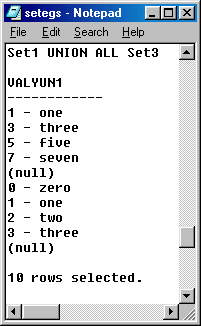 setegs - Notepad
File Edit Search Help
Set1 UNION ALL Set3
VALYUN1
------------
1 - one
3 - three
5 - five
7 - seven
(null)
0 - zero
1 - one
2 - two
3 - three
(null)
10 rows selected.